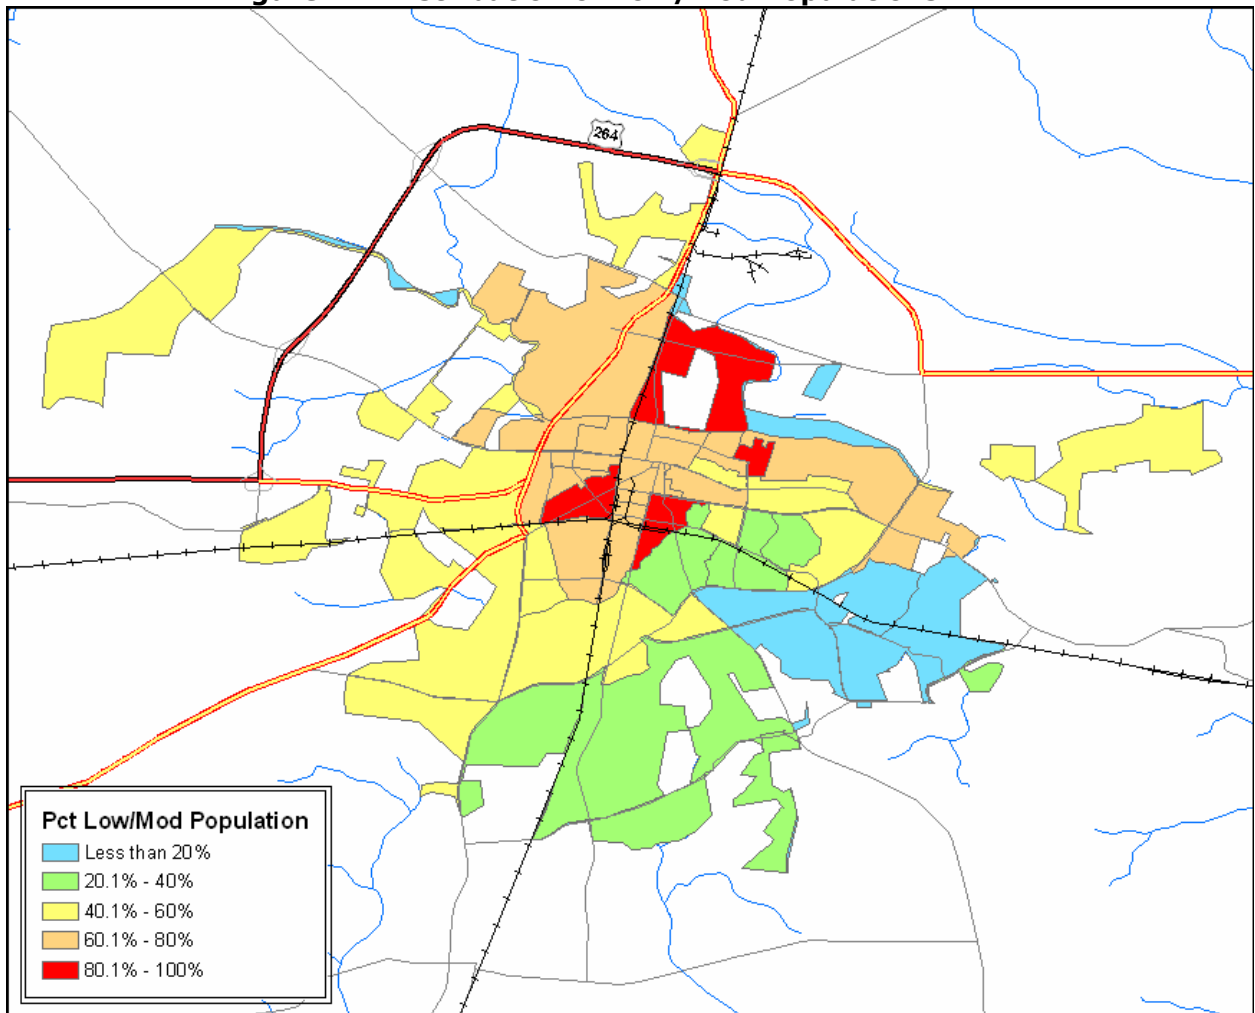 264
Pct Low/Mod Population
Less than 20%
20.1% - 40%
40.1% - 60%
60.1% - 80%
80.1% - 100%